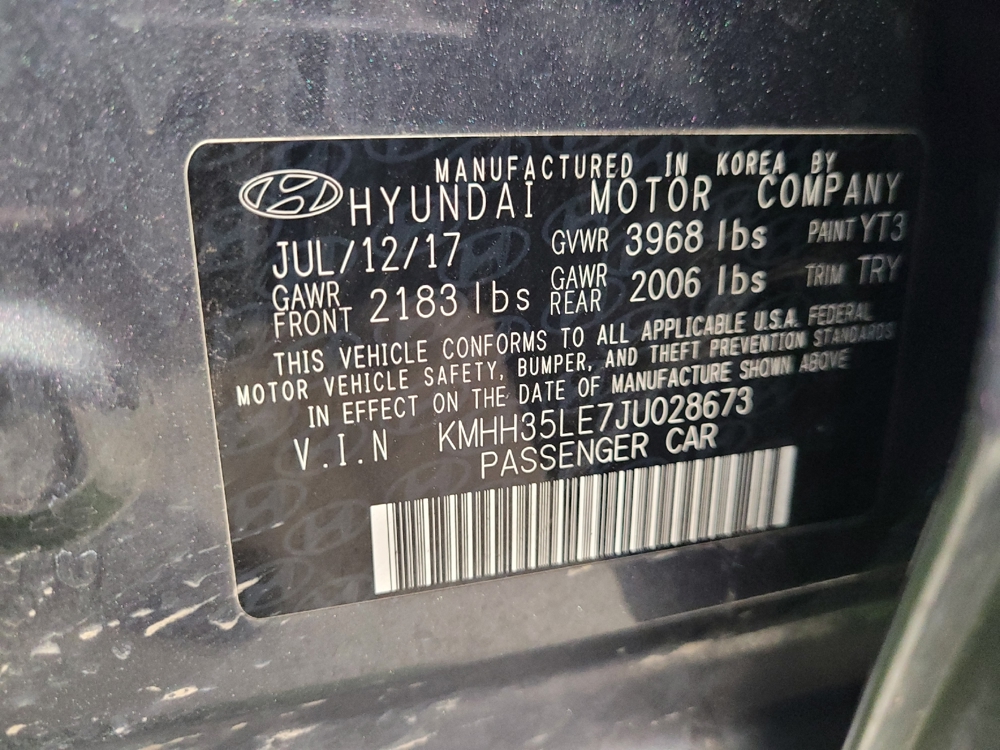 MANUFACTURED IN KOREA BY
HYUNDAI MOTOR COMPANY
JUL/12/17 GVWR 3968 lbs PAINT YT3
GAWR FRONT 2183 lbs GAWR REAR 2006 lbs TRIM TRY
THIS VEHICLE CONFORMS TO ALL APPLICABLE U.S.A. FEDERAL
MOTOR VEHICLE SAFETY, BUMPER, AND THEFT PREVENTION STANDARDS
IN EFFECT ON THE DATE OF MANUFACTURE SHOWN ABOVE
V.I.N KMHH35LE7JU028673
PASSENGER CAR